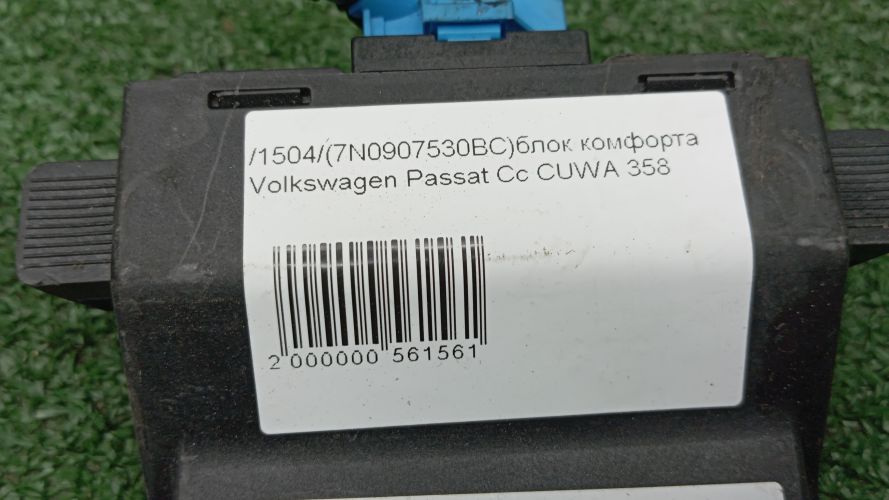 /1504/(7N0907530BC)блок комфорта
Volkswagen Passat Cc CUWA 358
2 000000 561561